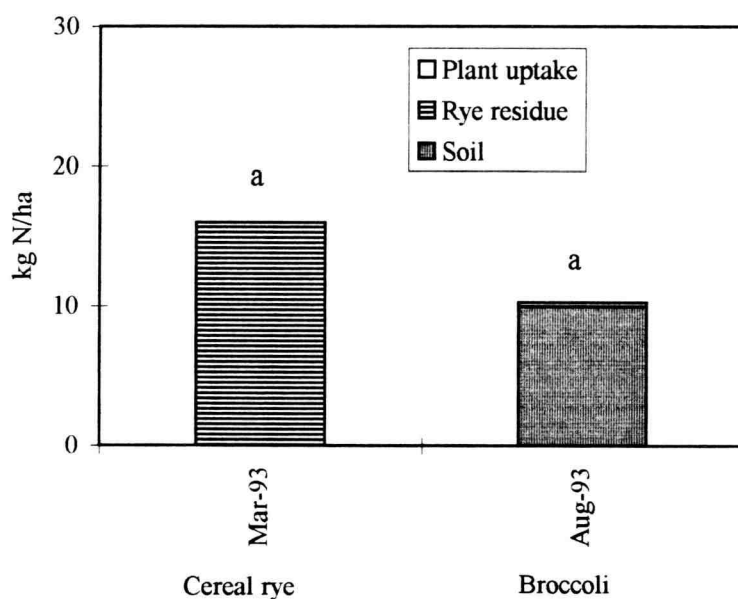 30
20
10
0
kg N/ha
Plant uptake
Rye residue
Soil
a
a
Mar-93
Aug-93
Cereal rye
Broccoli